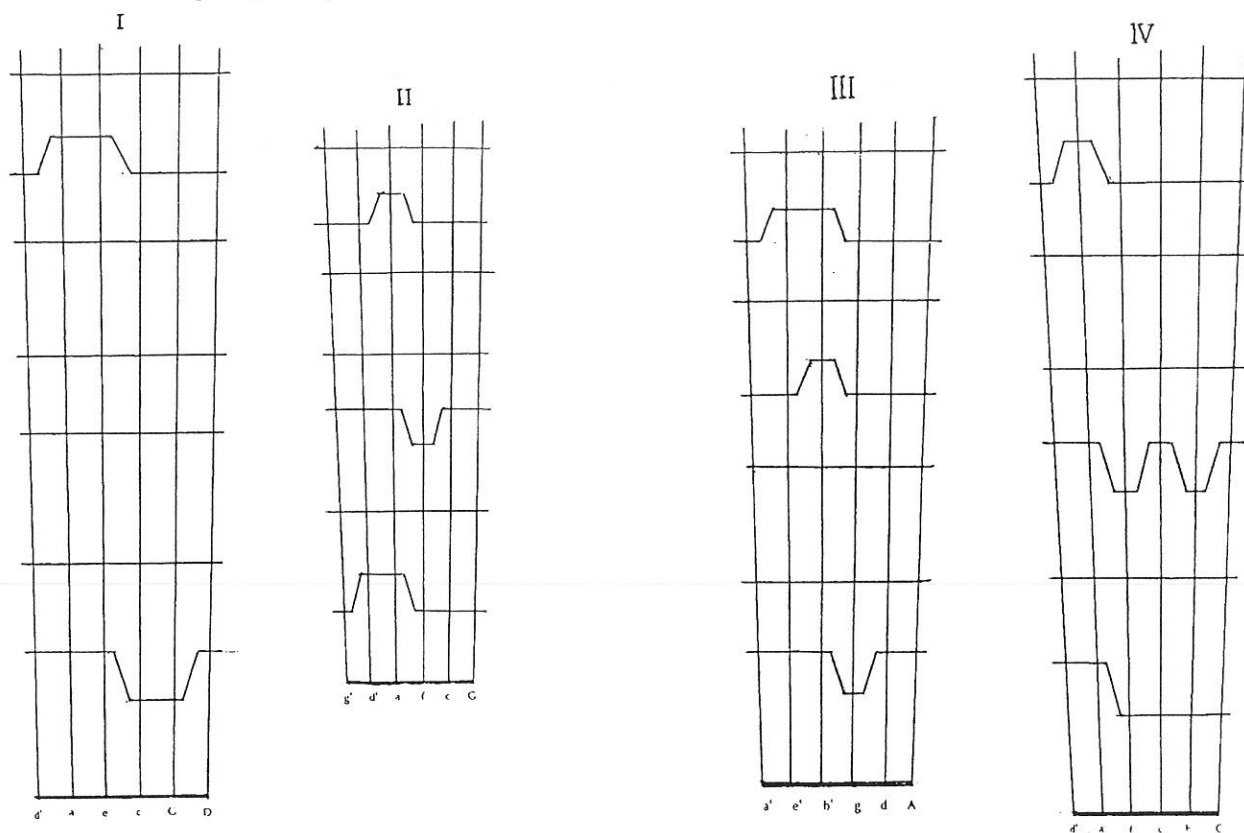 I
II
III
IV
d' a e c G D
g' d' a f c G
a' e' b' g d A
d' a f c